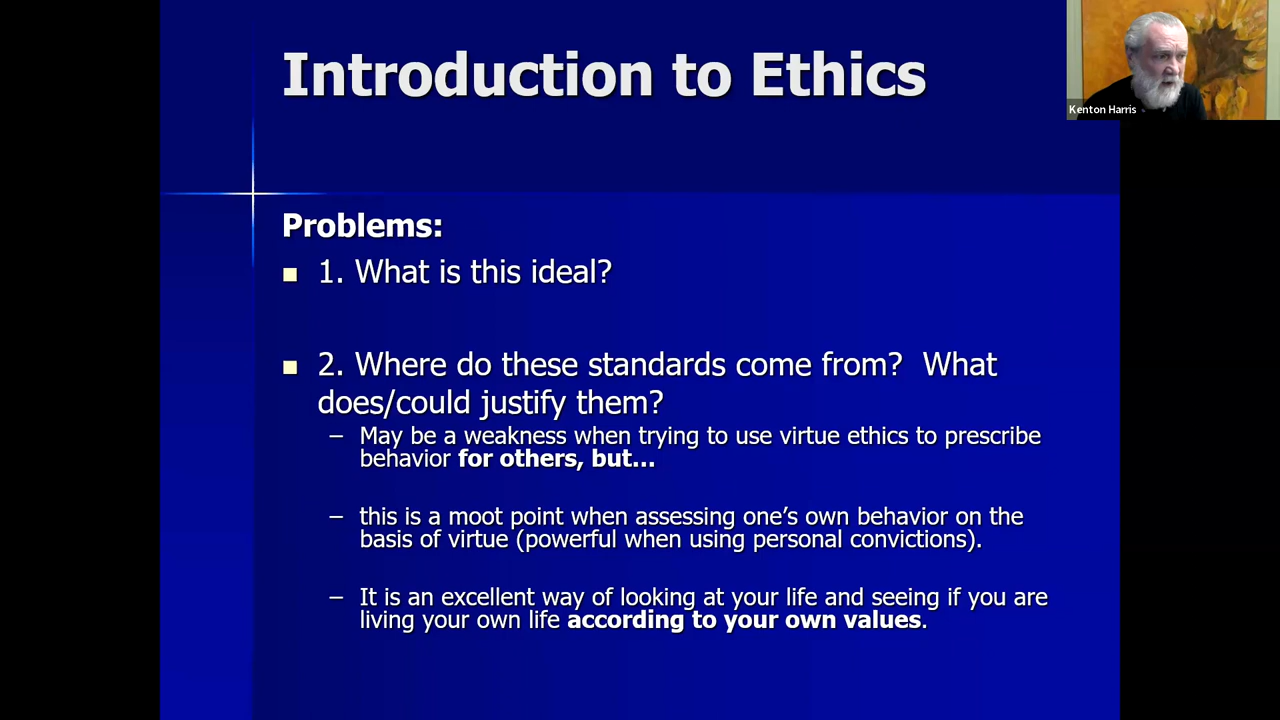 Introduction to Ethics
Kenton Harris
Problems:
1. What is this ideal?
2. Where do these standards come from?  What
does/could justify them?
– May be a weakness when trying to use virtue ethics to prescribe
behavior for others, but…
– this is a moot point when assessing one’s own behavior on the
basis of virtue (powerful when using personal convictions).
– It is an excellent way of looking at your life and seeing if you are
living your own life according to your own values.